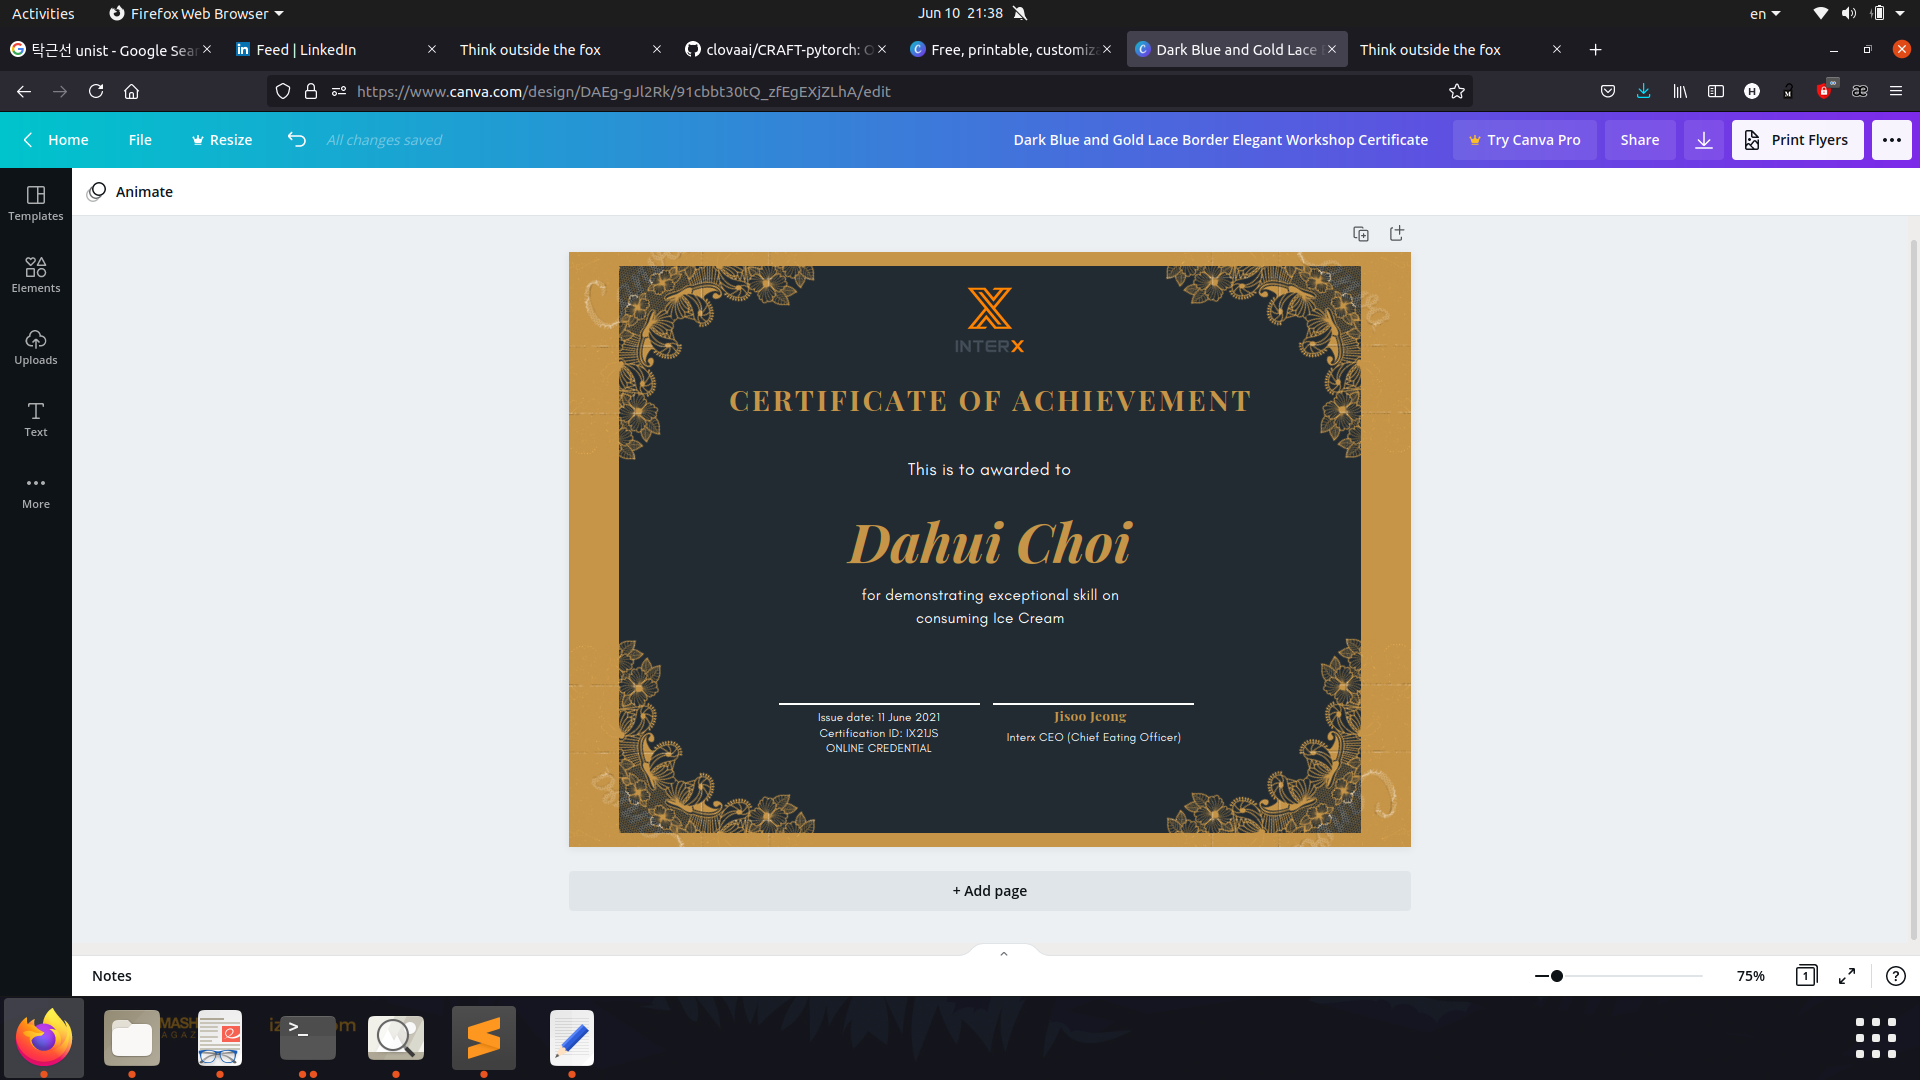 Activities
Firefox Web Browser
Jun 10 21:38
en
탁근선 unist - Google Sear
Feed | LinkedIn
Think outside the fox
clovaai/CRAFT-pytorch: O
Free, printable, customiza
Dark Blue and Gold Lace
Think outside the fox
https://www.canva.com/design/DAEg-gJl2Rk/91cbbt30tQ_zfEgEXjZLhA/edit
Home
File
Resize
All changes saved
Dark Blue and Gold Lace Border Elegant Workshop Certificate
Try Canva Pro
Share
Print Flyers
Templates
Elements
Uploads
Text
More
Animate
INTERX
CERTIFICATE OF ACHIEVEMENT
This is to awarded to
Dahui Choi
for demonstrating exceptional skill on
consuming Ice Cream
Issue date: 11 June 2021
Certification ID: IX21JS
ONLINE CREDENTIAL
Jisoo Jeong
Interx CEO (Chief Eating Officer)
+ Add page
Notes
75%
1